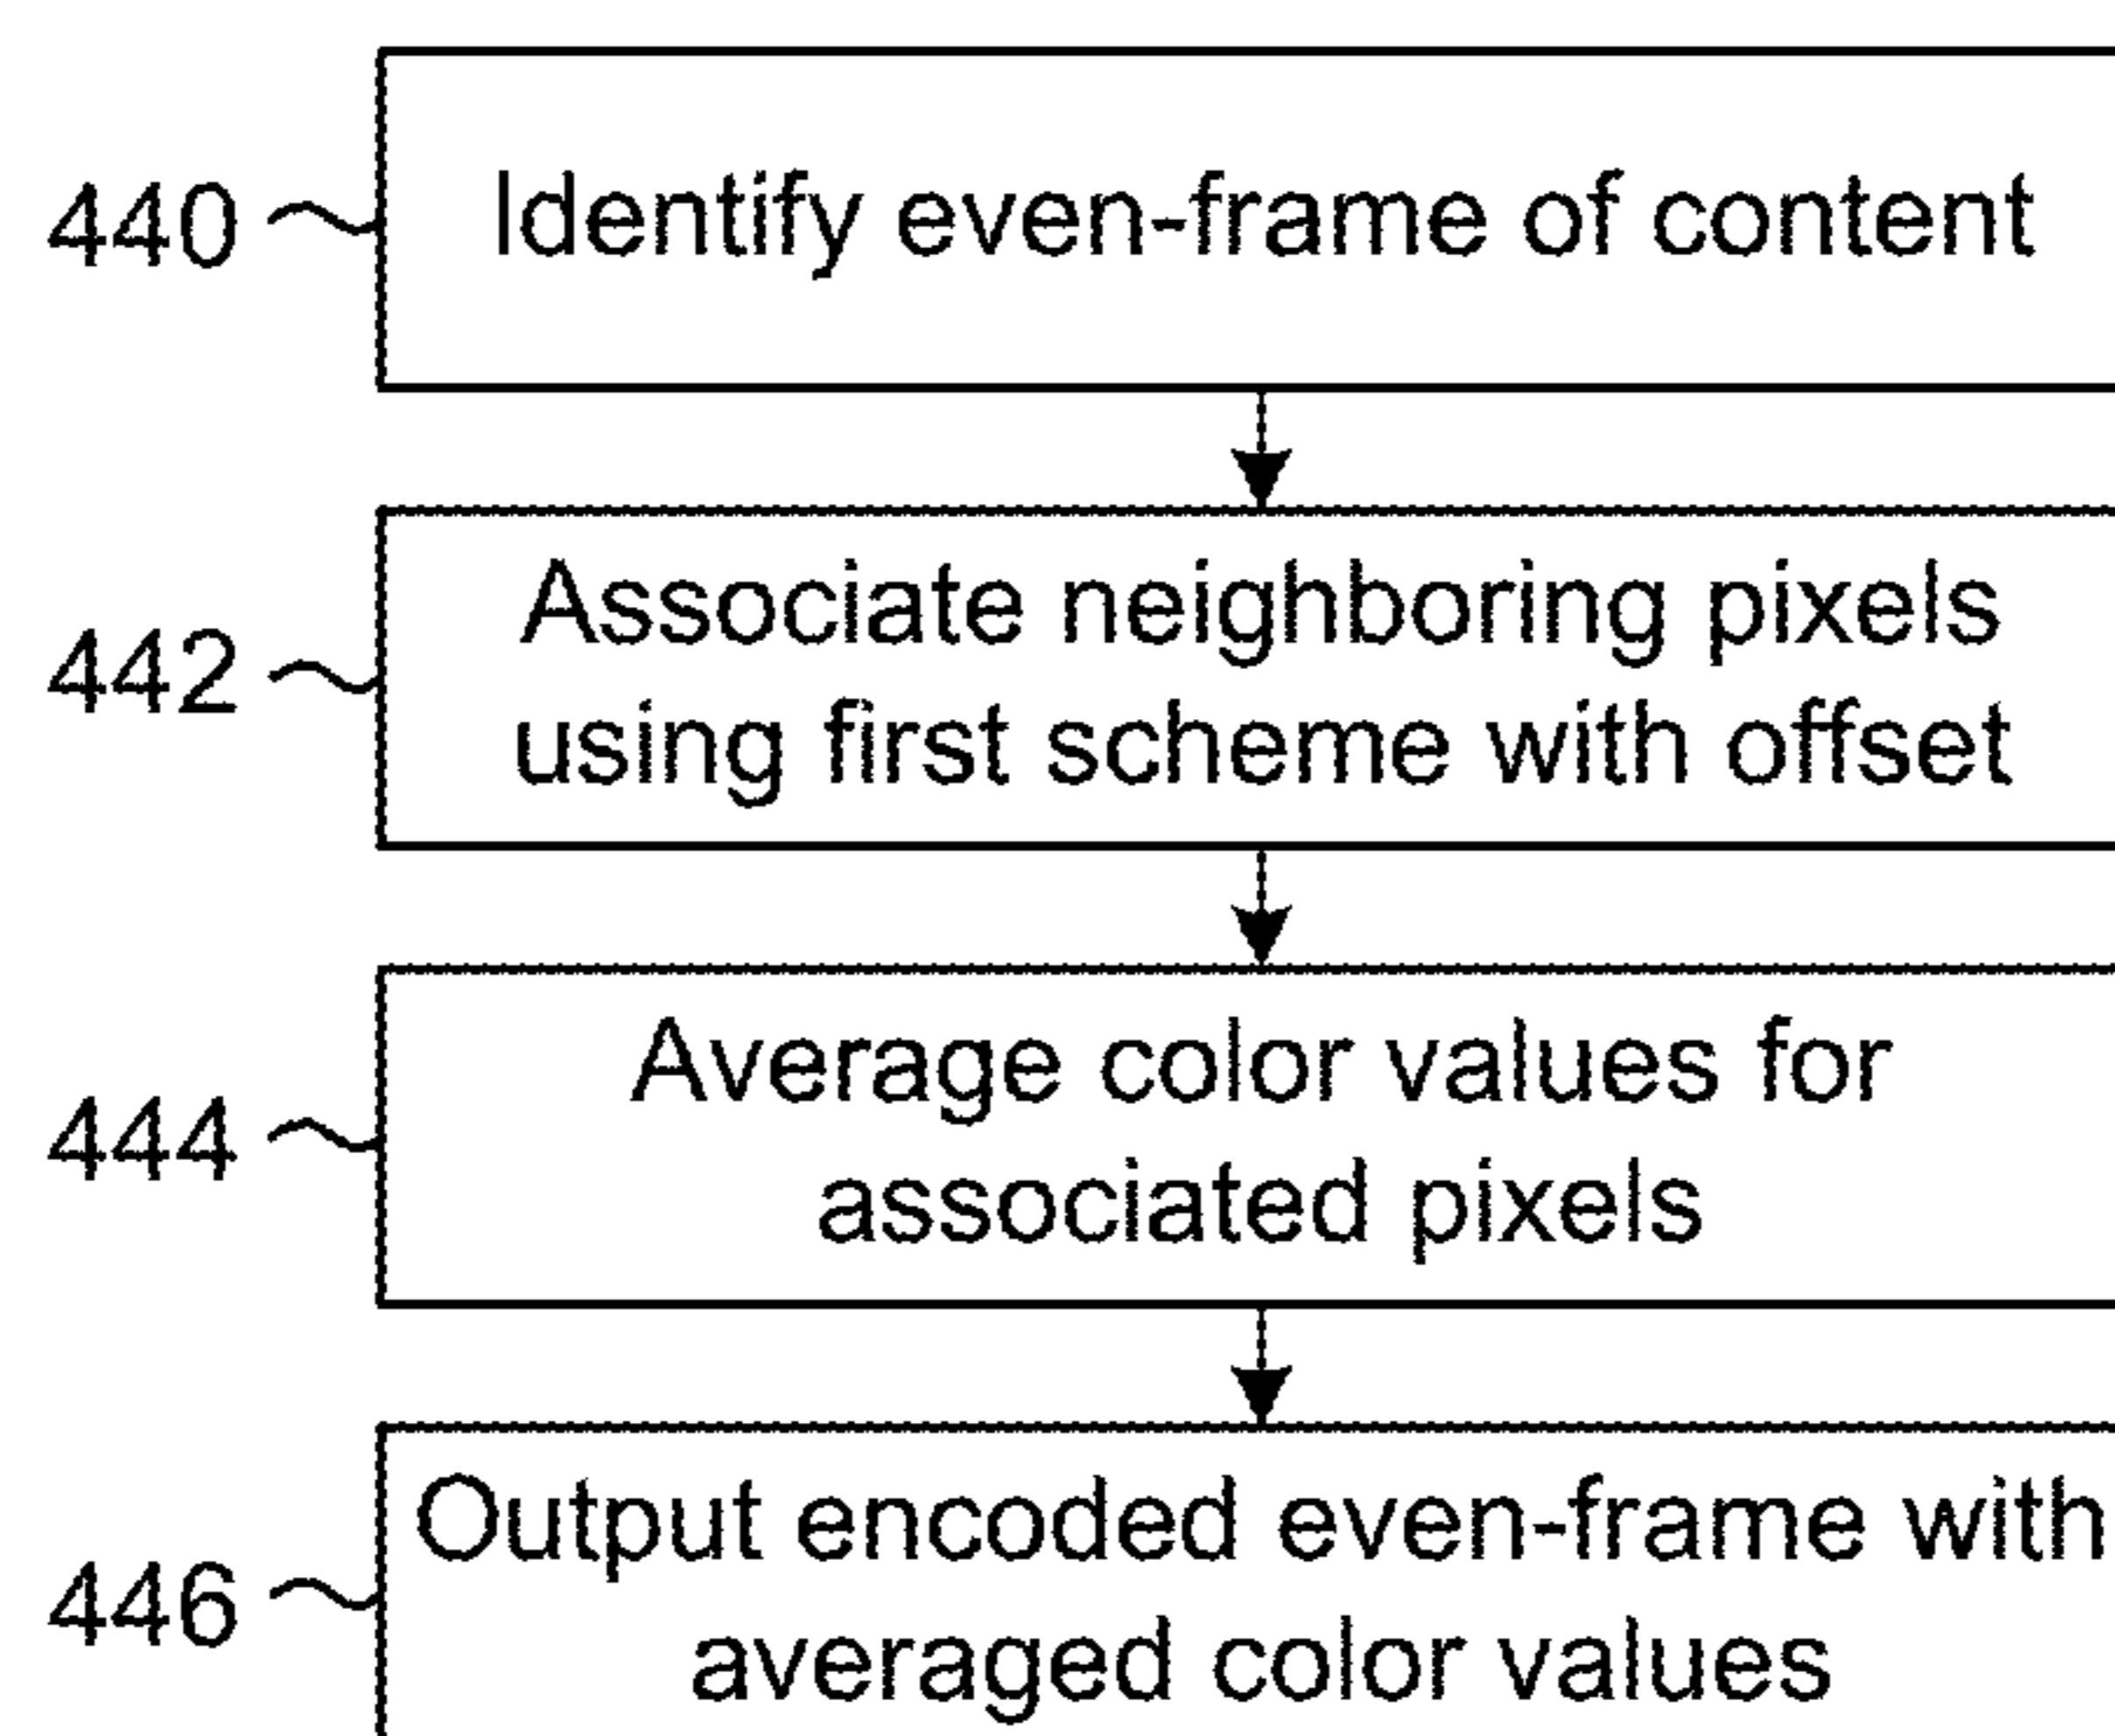 440
Identify even-frame of content
442
Associate neighboring pixels
using first scheme with offset
444
Average color values for
associated pixels
446
Output encoded even-frame with
averaged color values